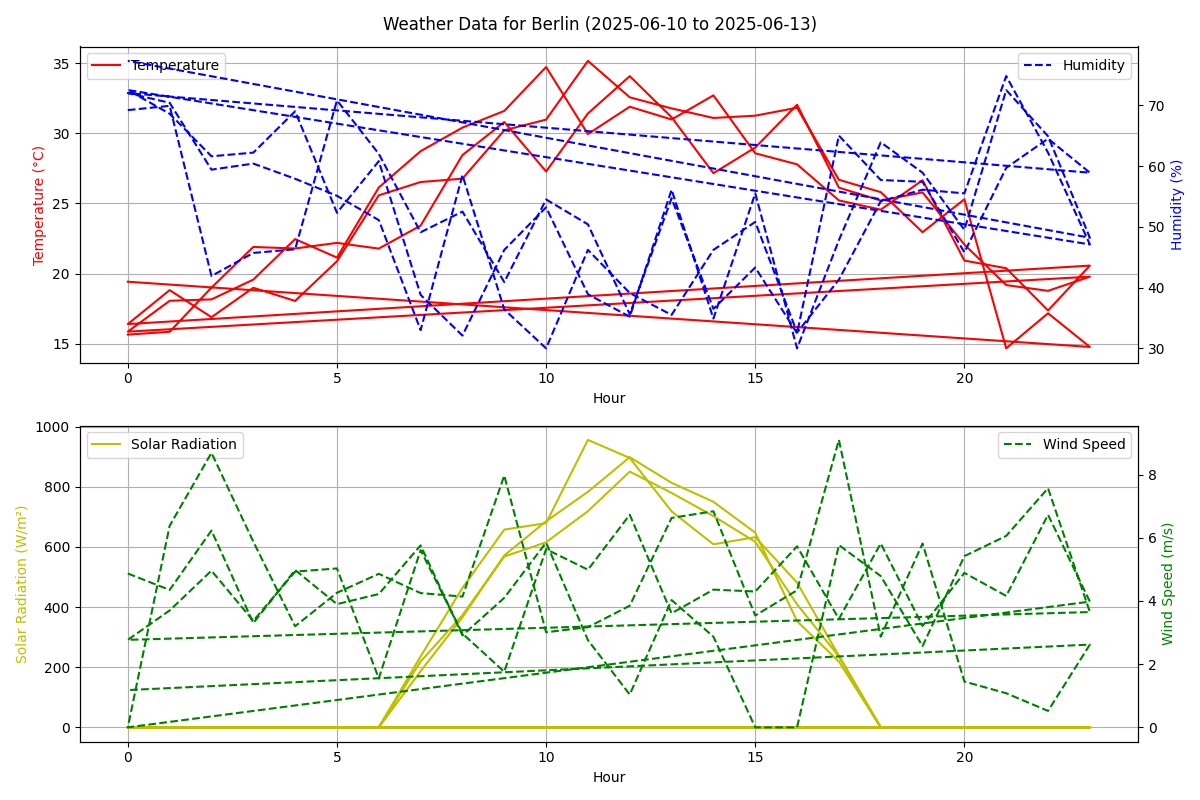 Weather Data for Berlin (2025-06-10 to 2025-06-13)
Temperature
Humidity
Temperature (°C)
35
30
25
20
15
70
60
50
40
30
Humidity (%)
0 5 10 15 20
Hour
Solar Radiation
Wind Speed
Solar Radiation (W/m²)
1000
800
600
400
200
0
8
6
4
2
0
Wind Speed (m/s)
0 5 10 15 20
Hour